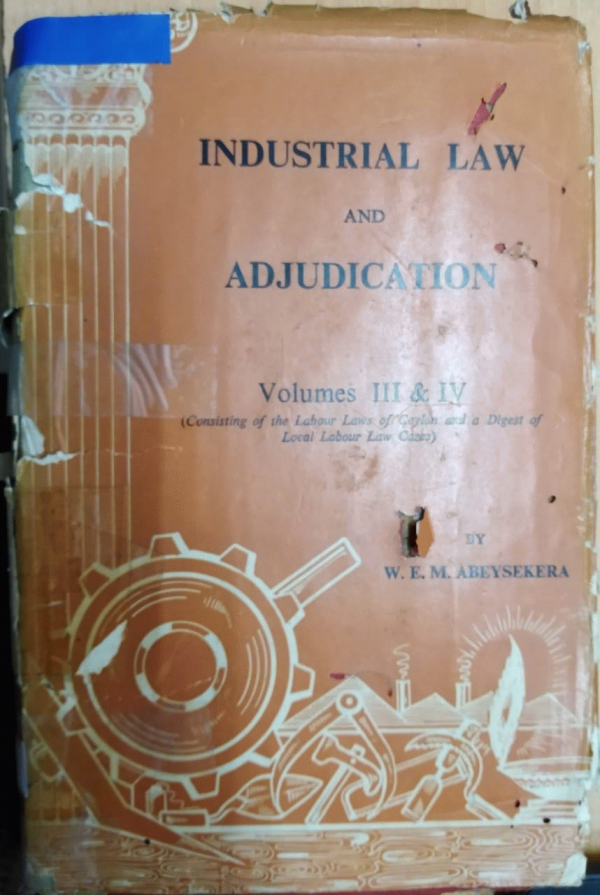 INDUSTRIAL LAW
AND
ADJUDICATION
Volumes III & IV
(Consisting of the Labour Laws of Ceylon and a Digest of
Local Labour Law Cases)
BY
W. E. M. ABEYSEKERA